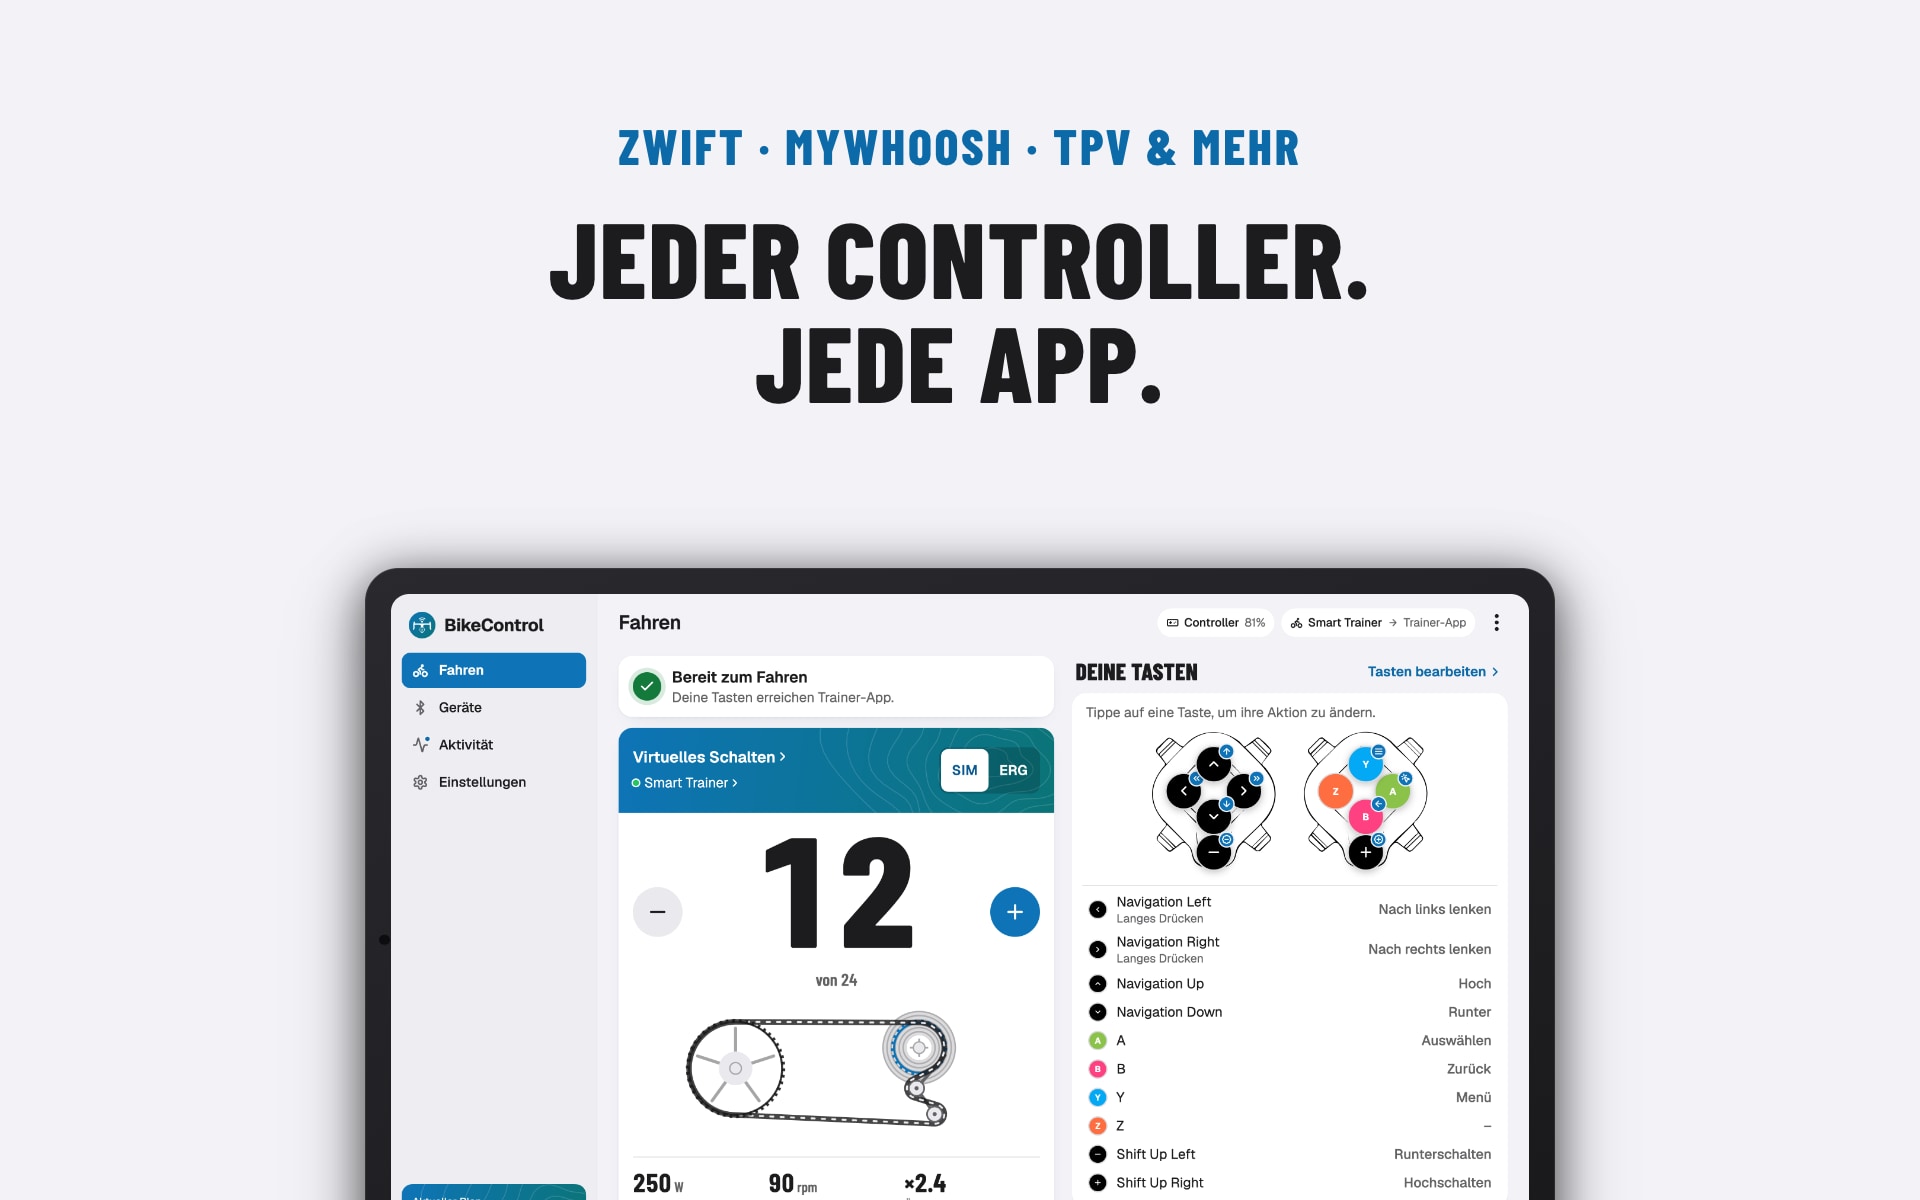 ZWIFT · MYWHOOSH · TPV & MEHR
JEDER CONTROLLER.
JEDE APP.
BikeControl
Fahren
Geräte
Aktivität
Einstellungen
Fahren
Controller 81%
Smart Trainer → Trainer-App
Bereit zum Fahren
Deine Tasten erreichen Trainer-App.
Virtuelles Schalten
Smart Trainer
SIM
ERG
12
von 24
250 W
90 rpm
×2.4
DEINE TASTEN
Tasten bearbeiten
Tippe auf eine Taste, um ihre Aktion zu ändern.
Y
Z
A
B
Navigation Left
Langes Drücken
Nach links lenken
Navigation Right
Langes Drücken
Nach rechts lenken
Navigation Up
Hoch
Navigation Down
Runter
A A
Auswählen
B B
Zurück
Y Y
Menü
Z Z
–
Shift Up Left
Runterschalten
Shift Up Right
Hochschalten